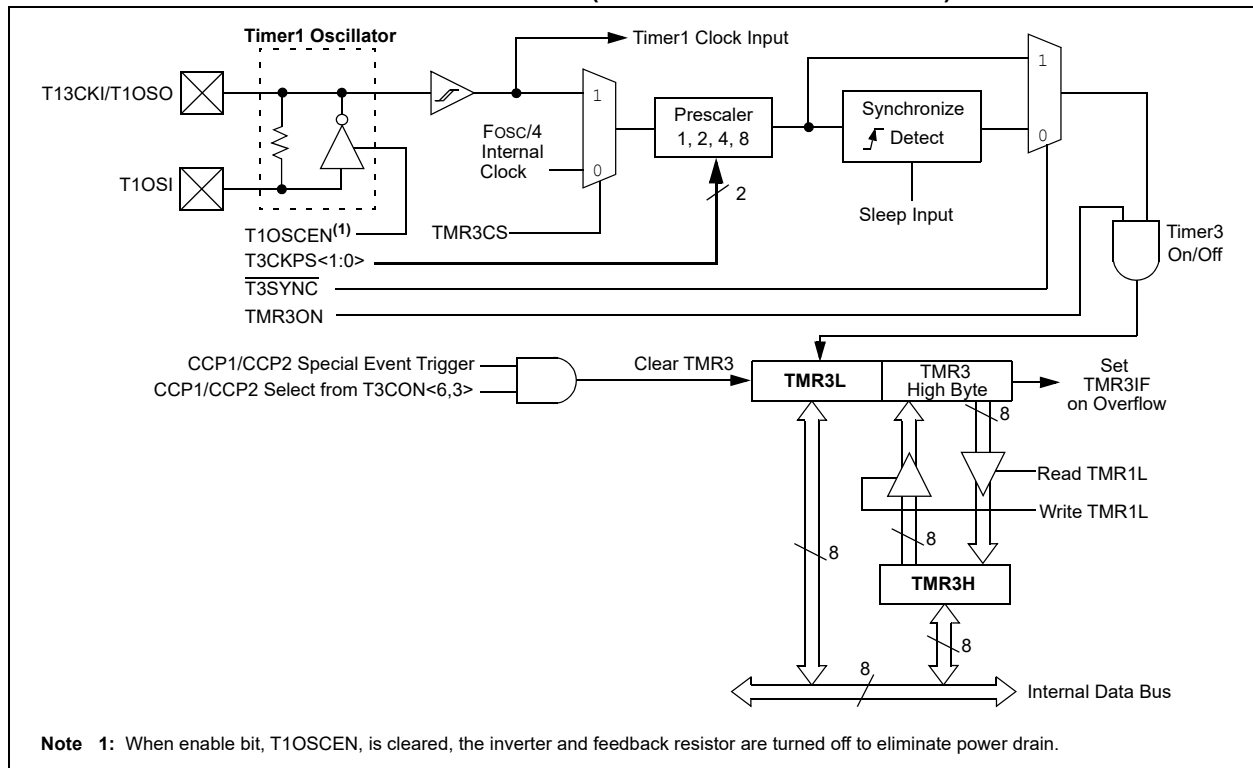 Timer1 Oscillator
Timer1 Clock Input
T13CKI/T1OSO
1
1
Prescaler
1, 2, 4, 8
Synchronize
Detect
FOSC/4
Internal
Clock
0
0
T1OSI
2
Sleep Input
T1OSCEN(1)
TMR3CS
Timer3
On/Off
T3CKPS<1:0>
T3SYNC
TMR3ON
CCP1/CCP2 Special Event Trigger
CCP1/CCP2 Select from T3CON<6,3>
Clear TMR3
TMR3L
TMR3
High Byte
Set
TMR3IF
on Overflow
8
Read TMR1L
Write TMR1L
8
8
TMR3H
8
8
Internal Data Bus
Note 1: When enable bit, T1OSCEN, is cleared, the inverter and feedback resistor are turned off to eliminate power drain.